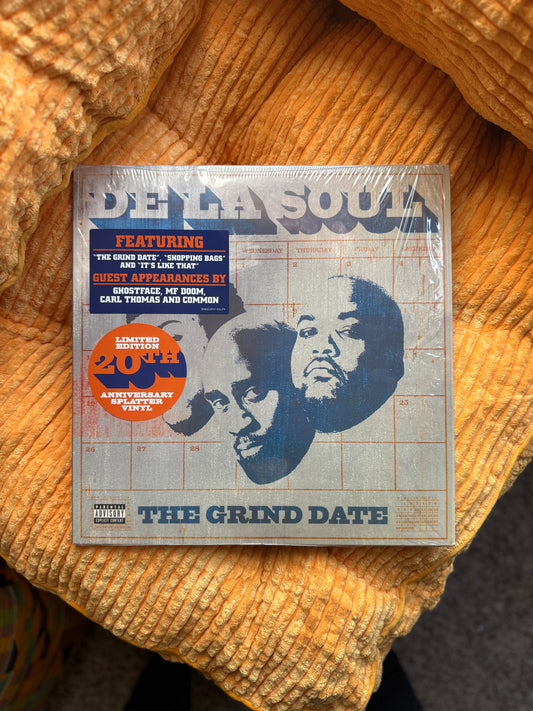 DE LA SOUL
FEATURING
"THE GRIND DATE", "SHOPPING BAGS"
AND "IT'S LIKE THAT"
GUEST APPEARANCES BY
GHOSTFACE, MF DOOM,
CARL THOMAS AND COMMON
THURSDAY
2
LIMITED
EDITION
20TH
ANNIVERSARY
SPLATTER
VINYL
25
26
27
28
PARENTAL
ADVISORY
EXPLICIT CONTENT
THE GRIND DATE